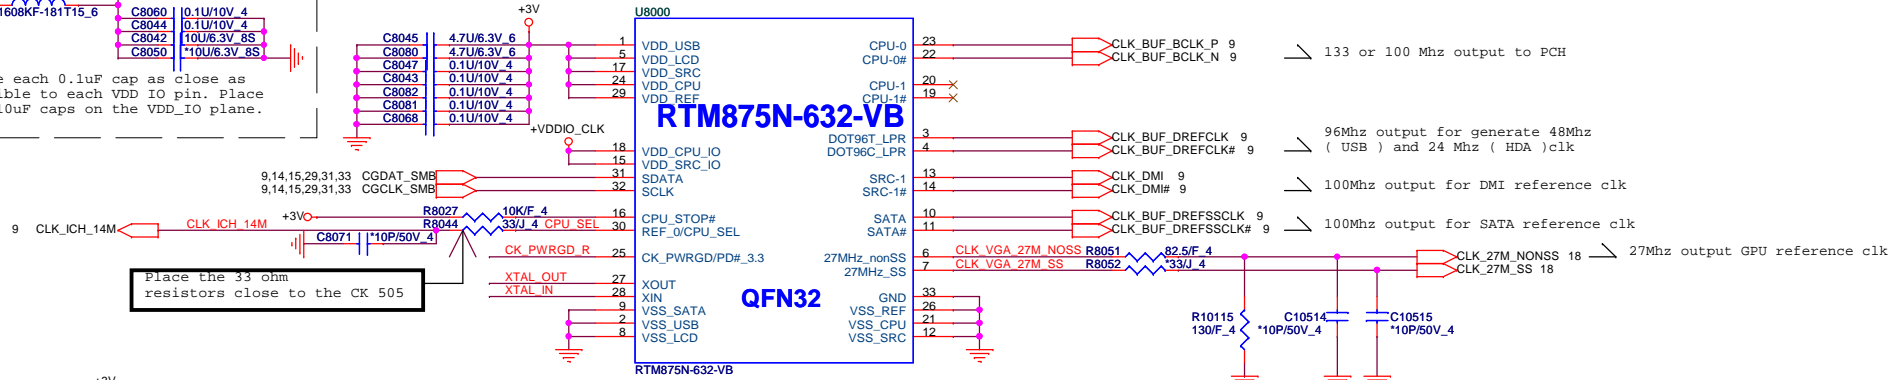 1608KF-181T15_6
C8060 0.1U/10V_4
C8044 0.1U/10V_4
C8042 10U/6.3V_8S
C8050 *10U/6.3V_8S
e each 0.1uF cap as close as
ible to each VDD IO pin. Place
0uF caps on the VDD_IO plane.
+3V
C8045 4.7U/6.3V_6
C8080 4.7U/6.3V_6
C8047 0.1U/10V_4
C8043 0.1U/10V_4
C8082 0.1U/10V_4
C8081 0.1U/10V_4
C8068 0.1U/10V_4
+VDDIO_CLK
9,14,15,29,31,33 CGDAT_SMB
9,14,15,29,31,33 CGCLK_SMB
+3V
R8027 10K/F_4
R8044 33/J_4 CPU_SEL
9 CLK_ICH_14M
CLK_ICH_14M
C8071 *10P/50V_4
CK_PWRGD_R
XTAL_OUT
XTAL_IN
Place the 33 ohm
resistors close to the CK 505
+3V
U8000
1 VDD_USB
5 VDD_LCD
17 VDD_SRC
24 VDD_CPU
29 VDD_REF
18 VDD_CPU_IO
15 VDD_SRC_IO
31 SDATA
32 SCLK
16 CPU_STOP#
30 REF_0/CPU_SEL
25 CK_PWRGD/PD#_3.3
27 XOUT
28 XIN
9 VSS_SATA
2 VSS_USB
8 VSS_LCD
RTM875N-632-VB
QFN32
CPU-0 23
CPU-0# 22
CPU-1 20
CPU-1# 19
DOT96T_LPR 3
DOT96C_LPR 4
SRC-1 13
SRC-1# 14
SATA 10
SATA# 11
27MHz_nonSS 6
27MHz_SS 7
GND 33
VSS_REF 26
VSS_CPU 21
VSS_SRC 12
RTM875N-632-VB
CLK_BUF_BCLK_P 9
CLK_BUF_BCLK_N 9
133 or 100 Mhz output to PCH
CLK_BUF_DREFCLK 9
CLK_BUF_DREFCLK# 9
96Mhz output for generate 48Mhz
( USB ) and 24 Mhz ( HDA )clk
CLK_DMI 9
CLK_DMI# 9
100Mhz output for DMI reference clk
CLK_BUF_DREFSSCLK 9
CLK_BUF_DREFSSCLK# 9
100Mhz output for SATA reference clk
CLK_VGA_27M_NOSS R8051 82.5/F_4
CLK_VGA_27M_SS R8052 *33/J_4
CLK_27M_NONSS 18
CLK_27M_SS 18
27Mhz output GPU reference clk
R10115
130/F_4
C10514
*10P/50V_4
C10515
*10P/50V_4